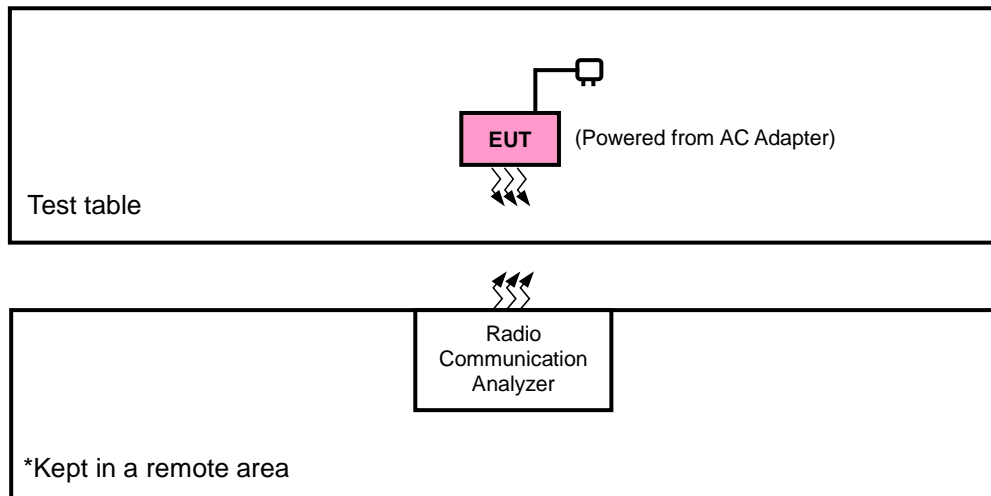 EUT
(Powered from AC Adapter)
Test table
Radio
Communication
Analyzer
*Kept in a remote area